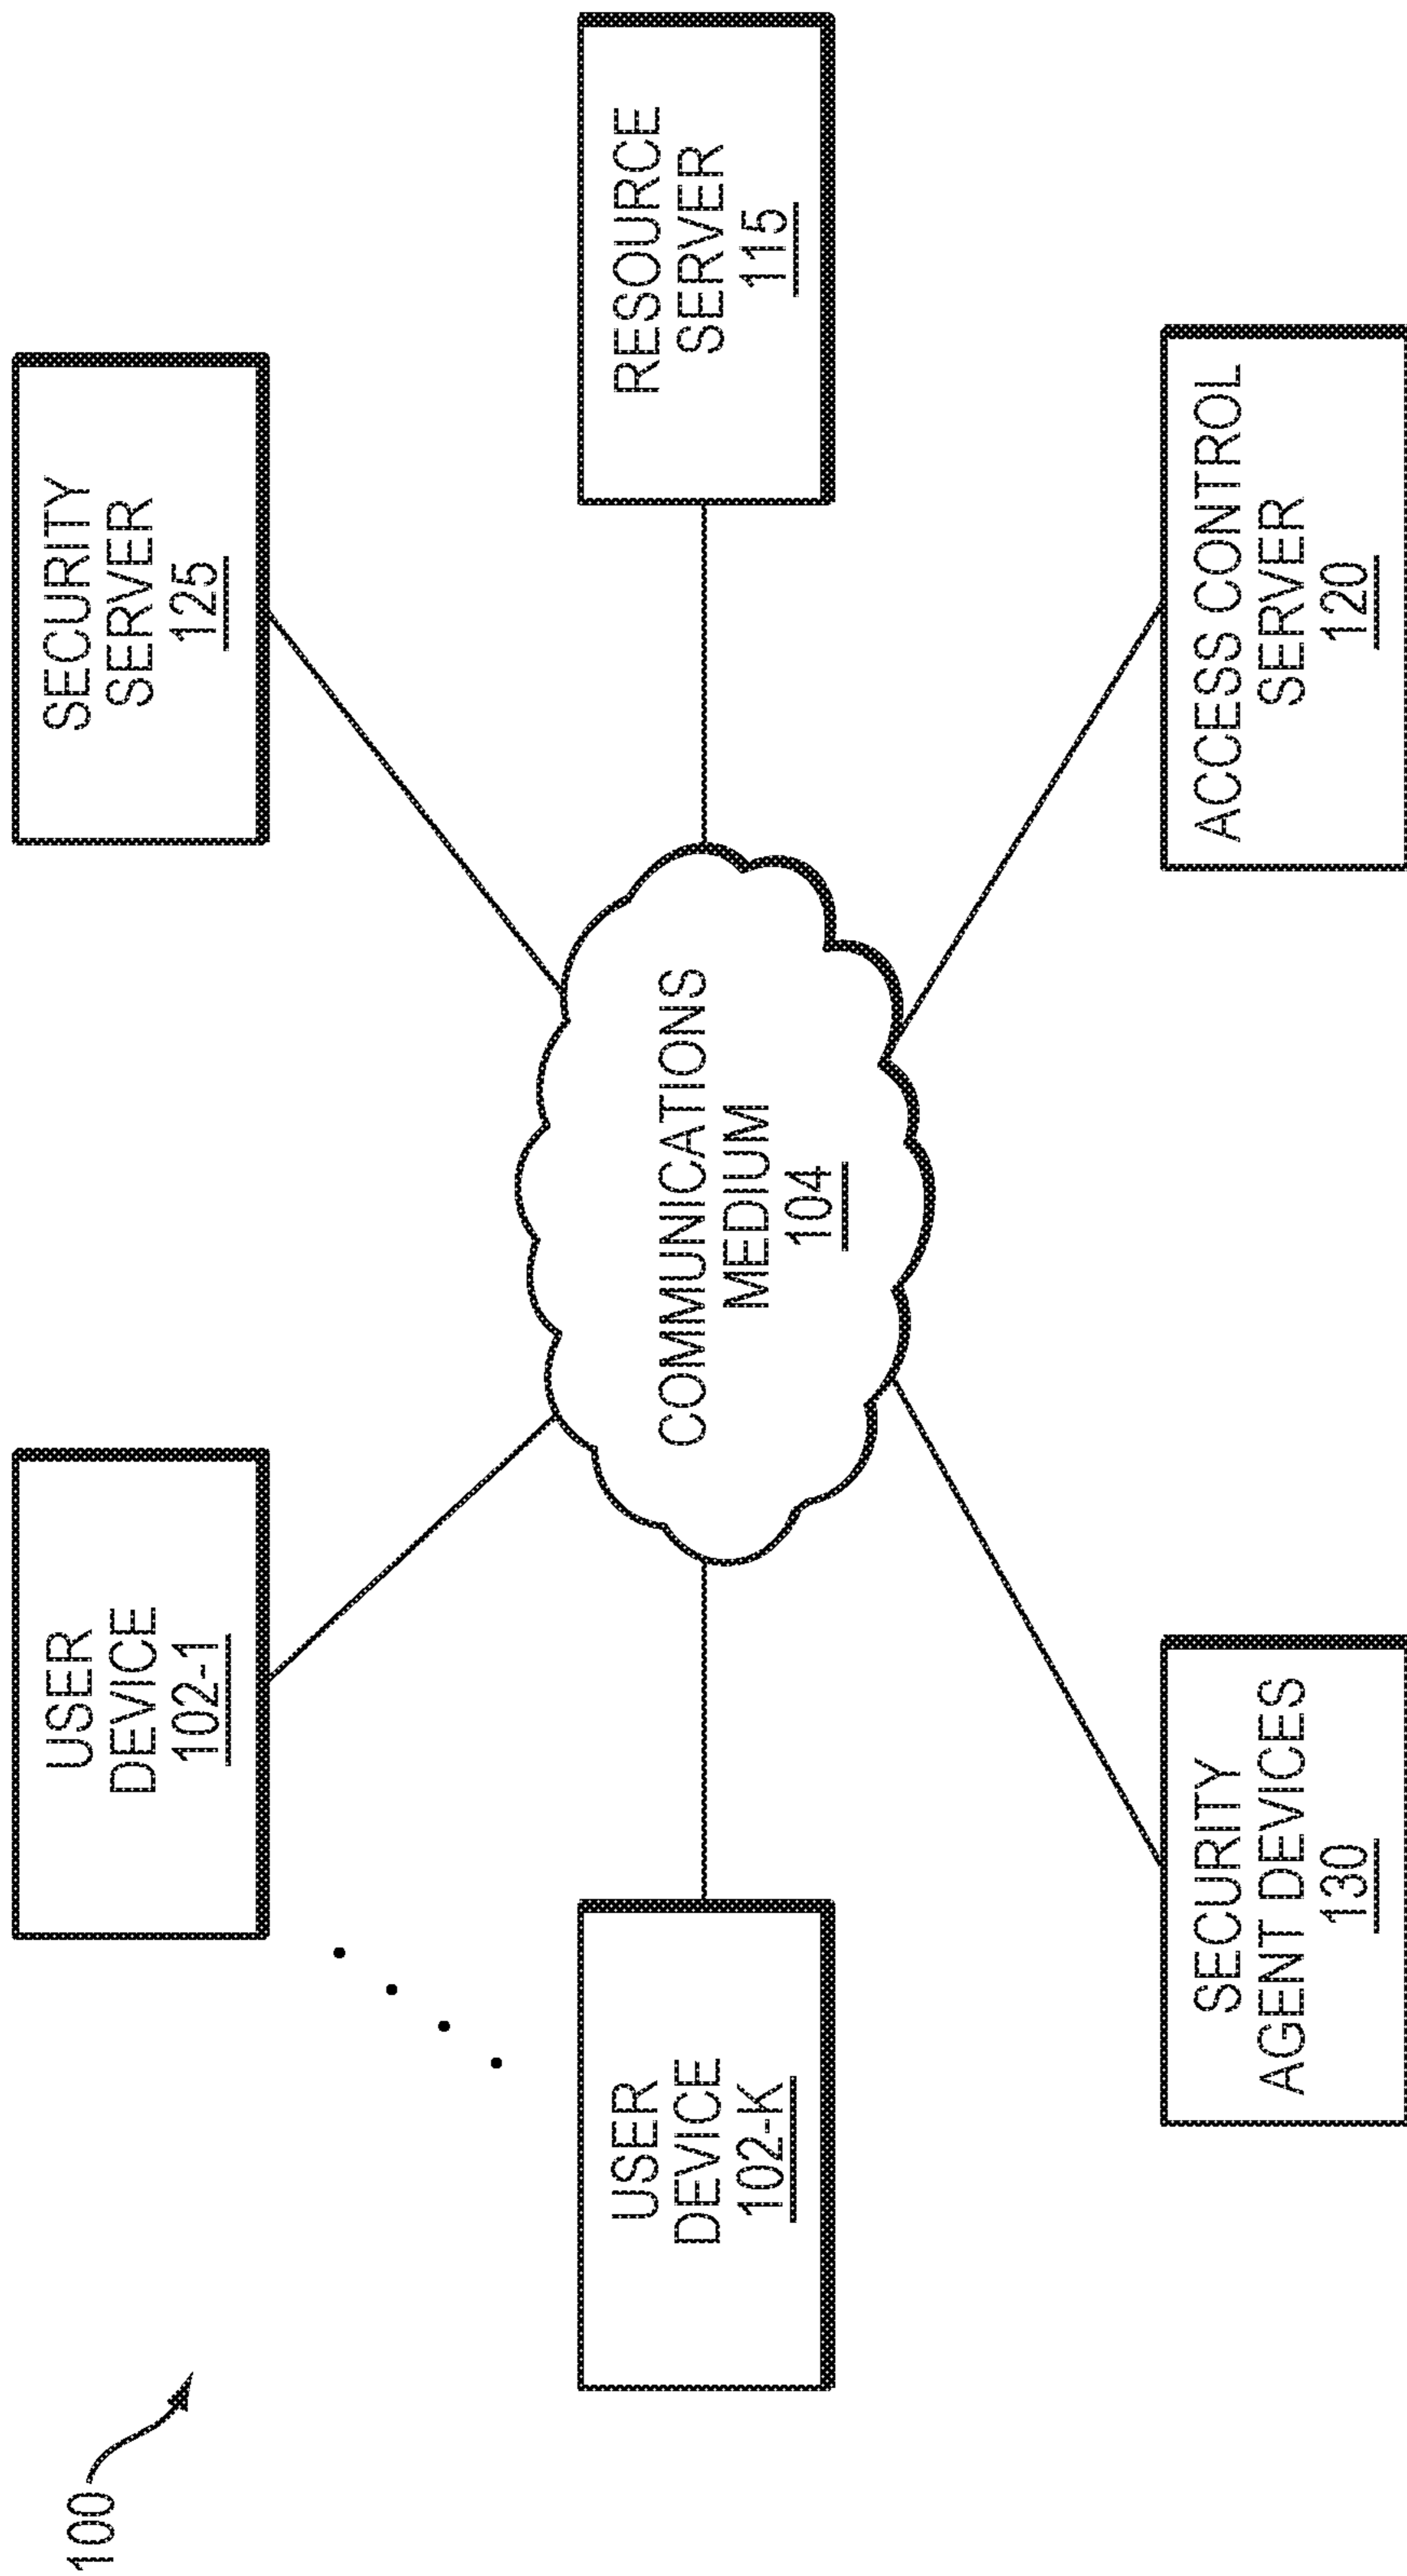 100
USER
DEVICE
102-1
SECURITY
SERVER
125
USER
DEVICE
102-K
COMMUNICATIONS
MEDIUM
104
RESOURCE
SERVER
115
SECURITY
AGENT DEVICES
130
ACCESS CONTROL
SERVER
120